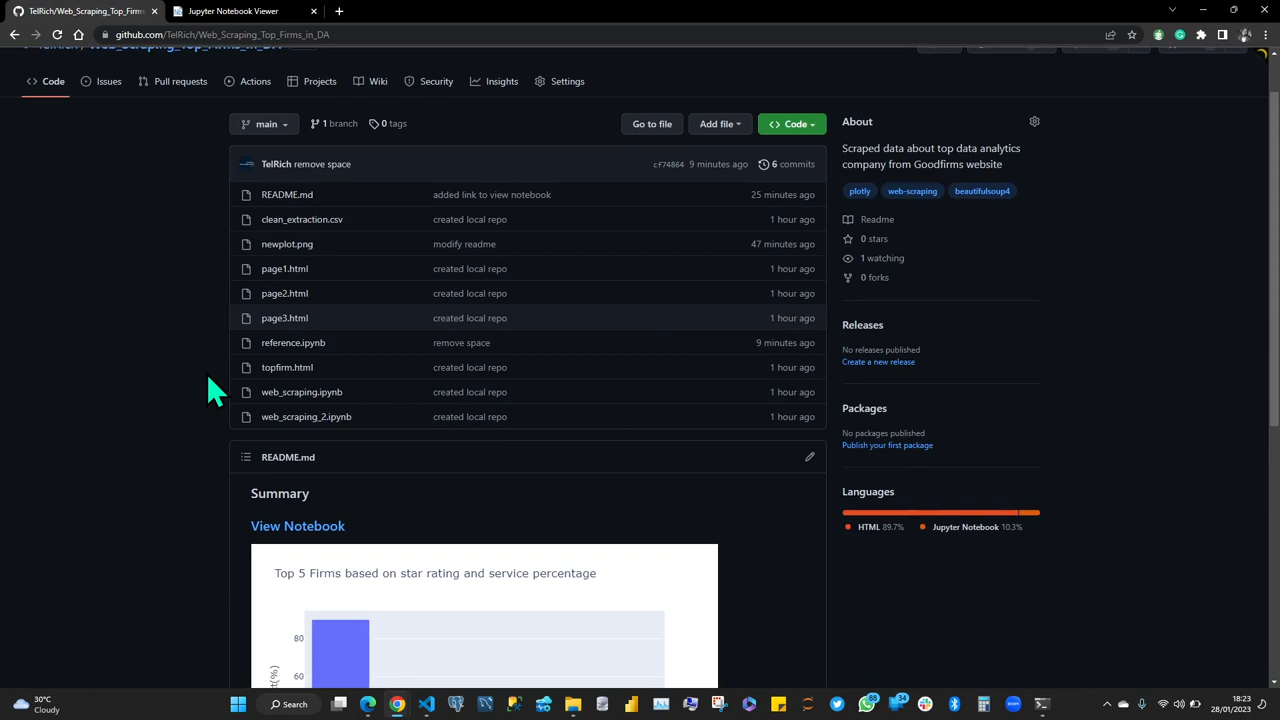 TelRich/Web_Scraping_Top_Firms
Jupyter Notebook Viewer
github.com/TelRich/Web_Scraping_Top_Firms_in_DA
TelRich/Web_Scraping_Top_Firms_in_DA
Code
Issues
Pull requests
Actions
Projects
Wiki
Security
Insights
Settings
main
1 branch
0 tags
Go to file
Add file
Code
TelRich remove space
cf74864 9 minutes ago
6 commits
README.md added link to view notebook 25 minutes ago
clean_extraction.csv created local repo 1 hour ago
newplot.png modify readme 47 minutes ago
page1.html created local repo 1 hour ago
page2.html created local repo 1 hour ago
page3.html created local repo 1 hour ago
reference.ipynb remove space 9 minutes ago
topfirm.html created local repo 1 hour ago
web_scraping.ipynb created local repo 1 hour ago
web_scraping_2.ipynb created local repo 1 hour ago
README.md
Summary
View Notebook
Top 5 Firms based on star rating and service percentage
80
60
ct(%)
About
Scraped data about top data analytics
company from Goodfirms website
plotly
web-scraping
beautifulsoup4
Readme
0 stars
1 watching
0 forks
Releases
No releases published
Create a new release
Packages
No packages published
Publish your first package
Languages
HTML 89.7%
Jupyter Notebook 10.3%
30°C
Cloudy
Search
88
34
18:23
28/01/2023